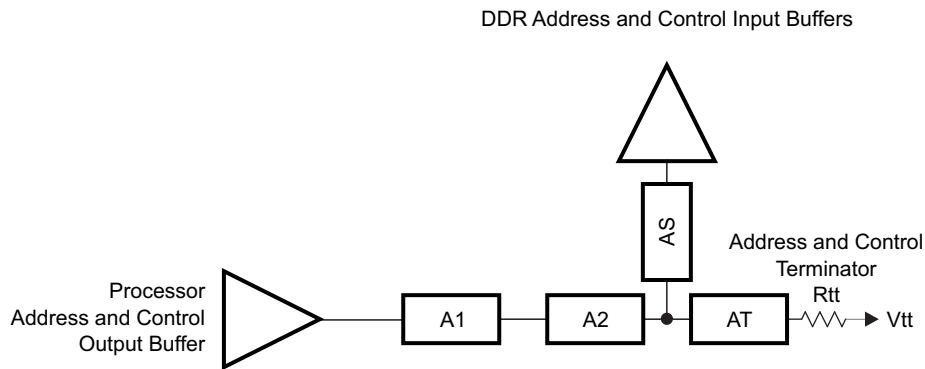 DDR Address and Control Input Buffers
AS
Address and Control
Terminator
Rtt
Processor
Address and Control
Output Buffer
A1
A2
AT
Vtt